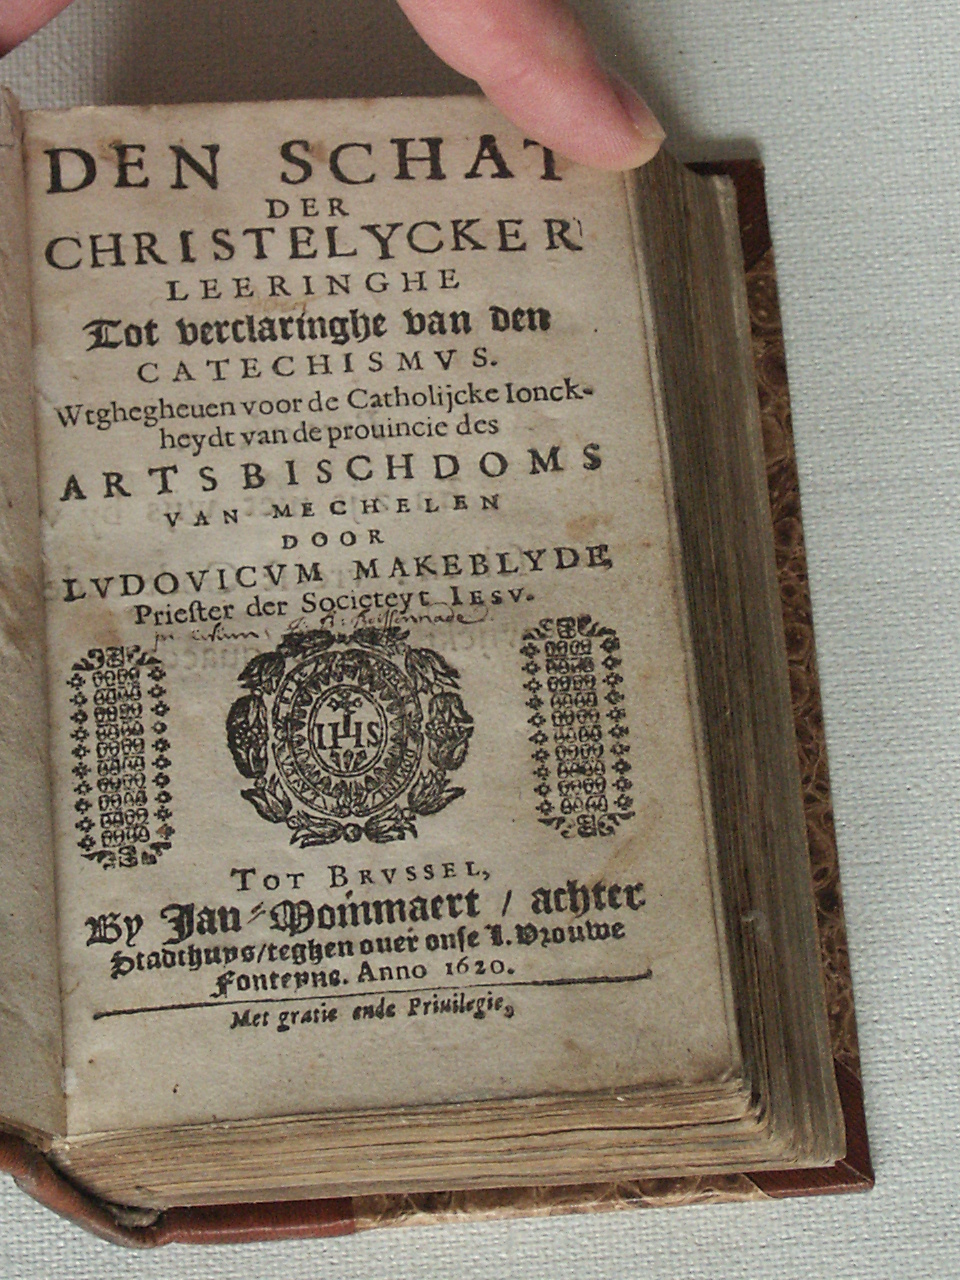 DEN SCHAT
DER
CHRISTELYCKER
LEERINGHE
Tot verclaringhe van den
CATECHISMVS.
Wtghegheuen voor de Catholijcke Ionck-
heydt van de prouincie des
ARTSBISCHDOMS
VAN MECHELEN
DOOR
LVDOVICVM MAKEBLYDE,
Priester der Societeyt IESV.
IHS
TOT BRVSSEL,
By Jan Mommaert / achter
Stadthuys/teghen ouer onse L. Vrouwe
Fonteyne. Anno 1620.
Met gratie ende Priuilegie,